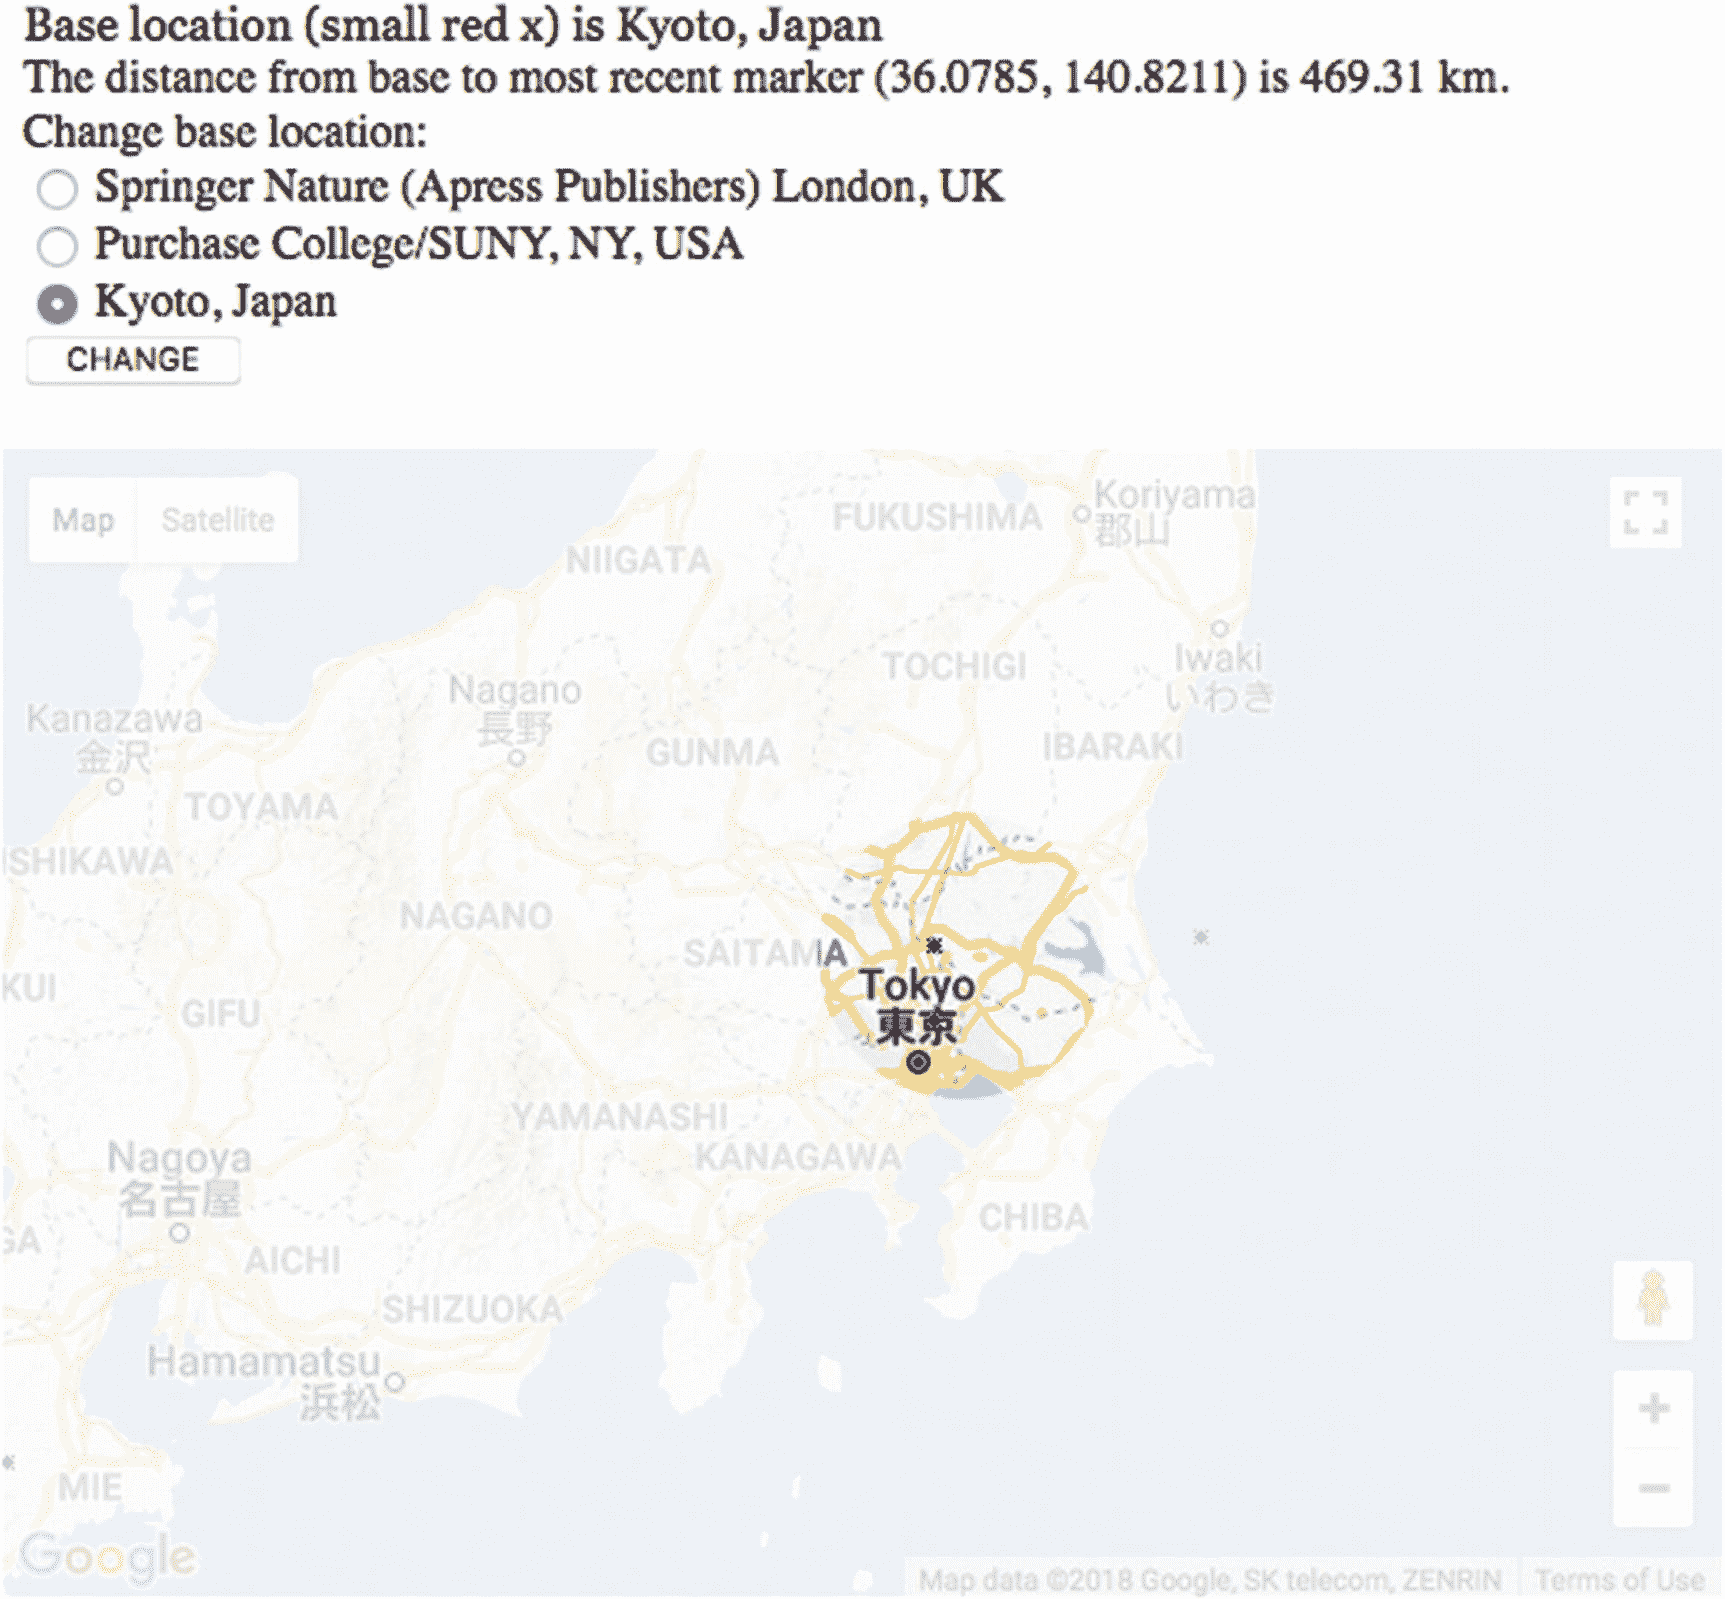 Base location (small red x) is Kyoto, Japan
The distance from base to most recent marker (36.0785, 140.8211) is 469.31 km.
Change base location:
Springer Nature (Apress Publishers) London, UK
Purchase College/SUNY, NY, USA
Kyoto, Japan
CHANGE
Map Satellite
Koriyama
郡山
FUKUSHIMA
NIIGATA
Iwaki
いわき
TOCHIGI
Nagano
長野
Kanazawa
金沢
GUNMA
IBARAKI
TOYAMA
ISHIKAWA
NAGANO
SAITAMA
Tokyo
東京
KUI
GIFU
YAMANASHI
KANAGAWA
Nagoya
名古屋
CHIBA
GA
AICHI
SHIZUOKA
Hamamatsu
浜松
MIE
Google
Map data ©2018 Google, SK telecom, ZENRIN
Terms of Use